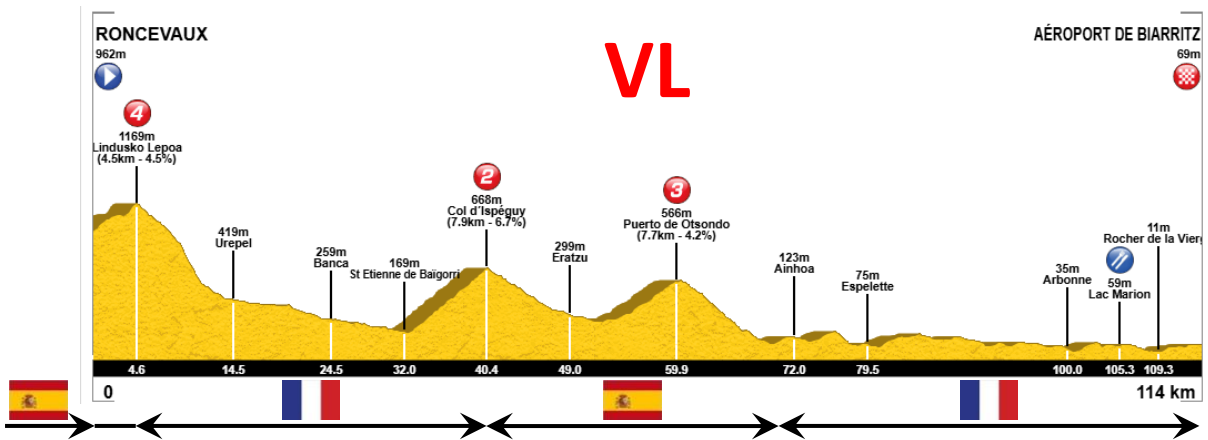 RONCEVAUX
962m
VL
AÉROPORT DE BIARRITZ
69m
4
1169m
Lindusko Lepoa
(4.5km - 4.5%)
419m
Urepel
259m
Banca
169m
St Etienne de Baïgorri
2
668m
Col d'Ispéguy
(7.9km - 6.7%)
299m
Eratzu
3
566m
Puerto de Otsondo
(7.7km - 4.2%)
123m
Ainhoa
75m
Espelette
35m
Arbonne
59m
Lac Marion
11m
Rocher de la Vierg
4.6 14.5 24.5 32.0 40.4 49.0 59.9 72.0 79.5 100.0 105.3 109.3
0 114 km